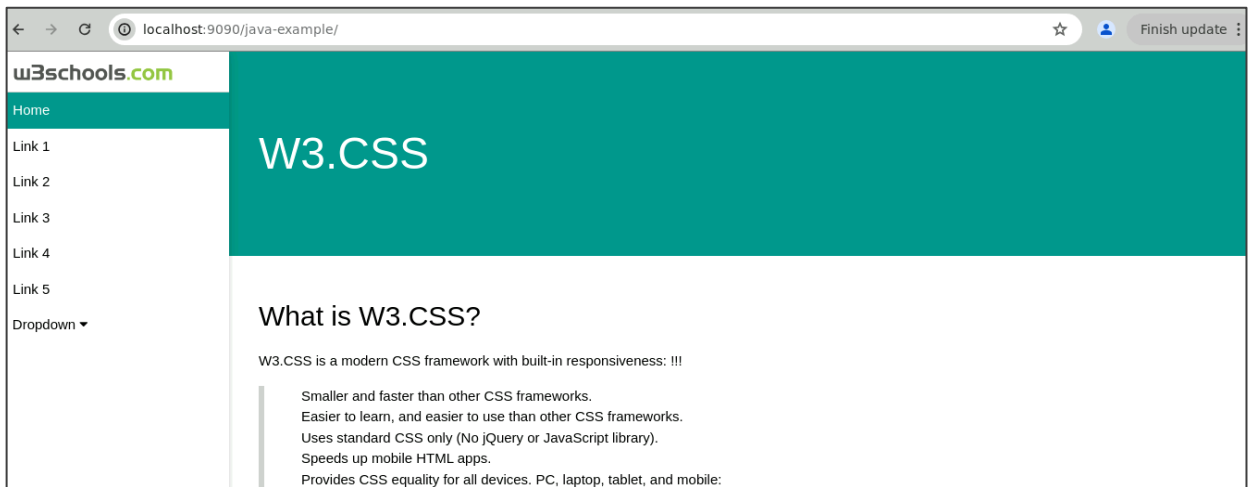 localhost:9090/java-example/
Finish update
w3schools.com
Home
Link 1
Link 2
Link 3
Link 4
Link 5
Dropdown
W3.CSS
What is W3.CSS?
W3.CSS is a modern CSS framework with built-in responsiveness: !!!
Smaller and faster than other CSS frameworks.
Easier to learn, and easier to use than other CSS frameworks.
Uses standard CSS only (No jQuery or JavaScript library).
Speeds up mobile HTML apps.
Provides CSS equality for all devices. PC, laptop, tablet, and mobile: